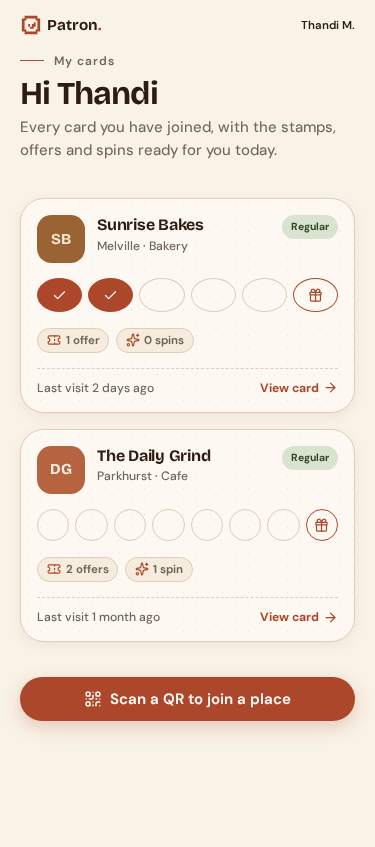 Patron.
Thandi M.
My cards
Hi Thandi
Every card you have joined, with the stamps,
offers and spins ready for you today.
SB
Sunrise Bakes
Regular
Melville · Bakery
1 offer
0 spins
Last visit 2 days ago
View card
DG
The Daily Grind
Regular
Parkhurst · Cafe
2 offers
1 spin
Last visit 1 month ago
View card
Scan a QR to join a place